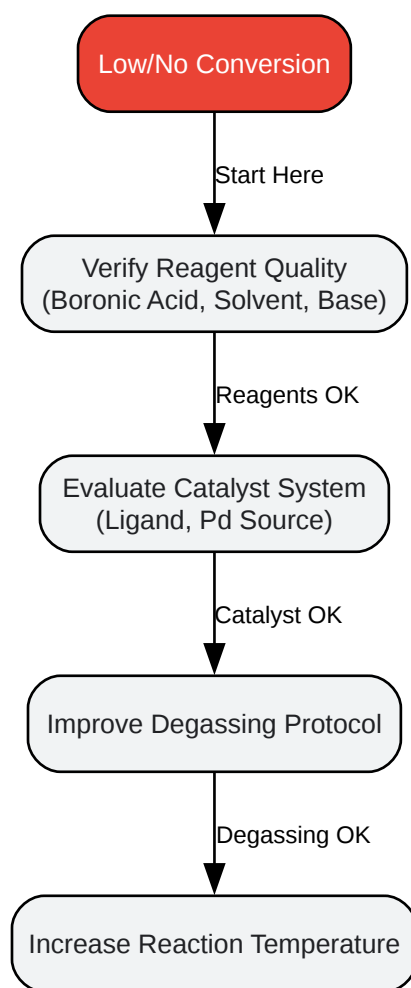 Low/No Conversion
Start Here
Verify Reagent Quality
(Boronic Acid, Solvent, Base)
Reagents OK
Evaluate Catalyst System
(Ligand, Pd Source)
Catalyst OK
Improve Degassing Protocol
Degassing OK
Increase Reaction Temperature